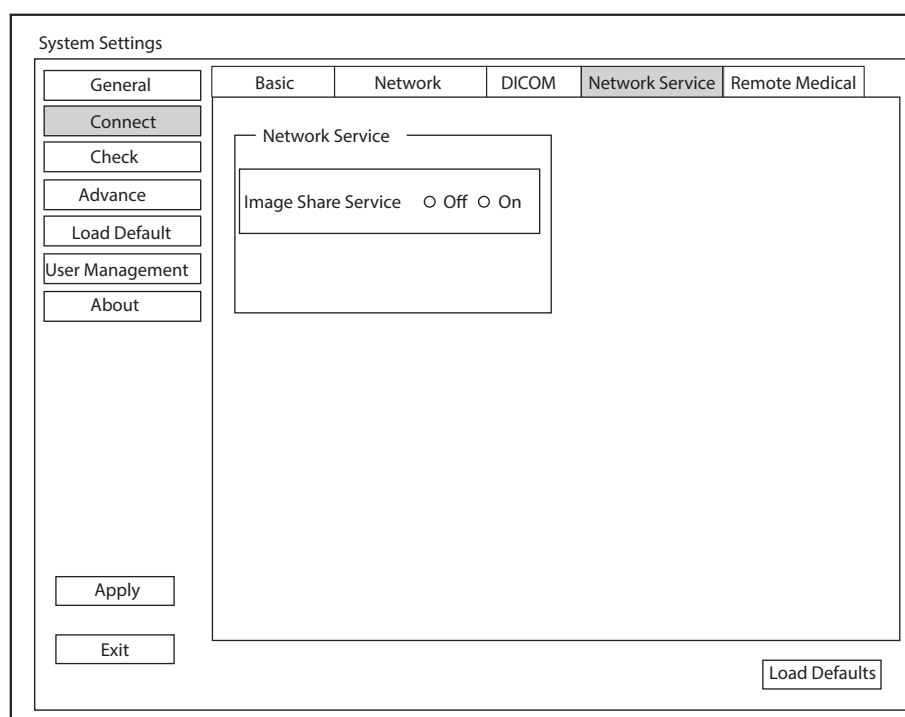 System Settings
General
Connect
Check
Advance
Load Default
User Management
About
Apply
Exit
Basic
Network
DICOM
Network Service
Remote Medical
Network Service
Image Share Service Off On
Load Defaults